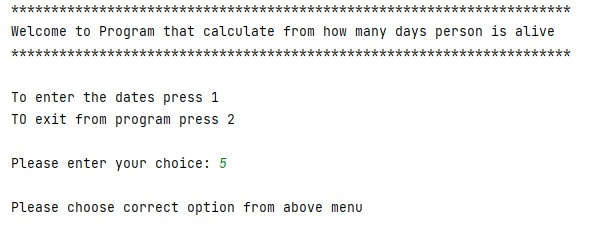 **********************************************************************
Welcome to Program that calculate from how many days person is alive
**********************************************************************
To enter the dates press 1
TO exit from program press 2
Please enter your choice: 5
Please choose correct option from above menu